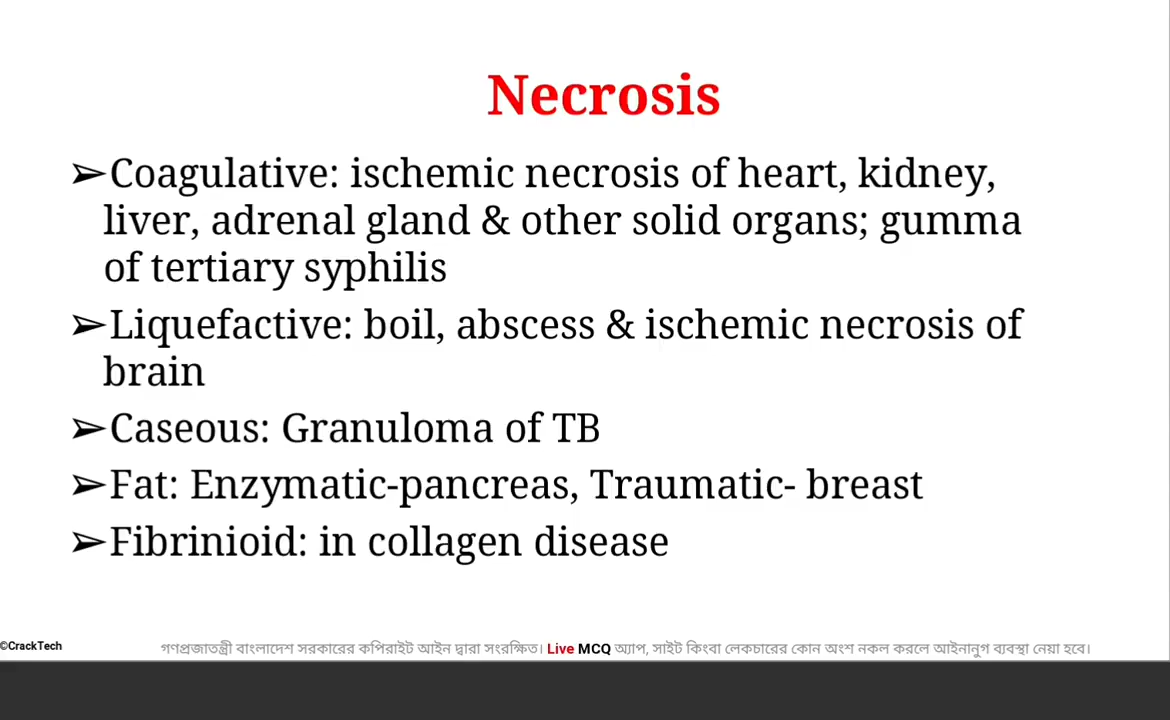 Necrosis
➢Coagulative: ischemic necrosis of heart, kidney,
liver, adrenal gland & other solid organs; gumma
of tertiary syphilis
➢Liquefactive: boil, abscess & ischemic necrosis of
brain
➢Caseous: Granuloma of TB
➢Fat: Enzymatic-pancreas, Traumatic- breast
➢Fibrinioid: in collagen disease
©CrackTech
গণপ্রজাতন্ত্রী বাংলাদেশ সরকারের কপিরাইট আইন দ্বারা সংরক্ষিত। Live MCQ অ্যাপ, সাইট কিংবা লেকচারের কোন অংশ নকল করলে আইনানুগ ব্যবস্থা নেয়া হবে।